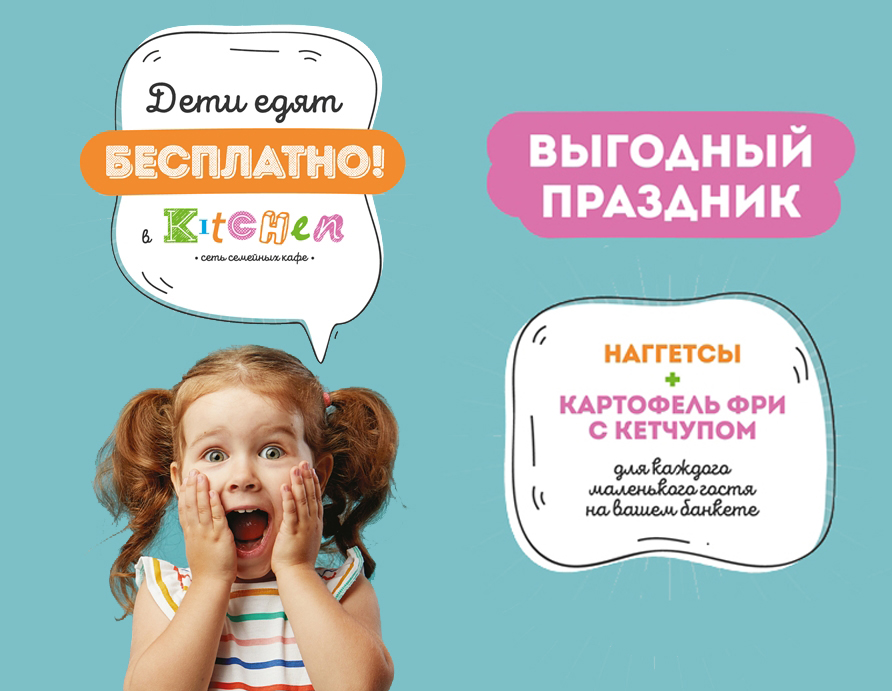 Дети едят
БЕСПЛАТНО!
в Kitchen
• сеть семейных кафе •
ВЫГОДНЫЙ
ПРАЗДНИК
НАГГЕТСЫ
+
КАРТОФЕЛЬ ФРИ
С КЕТЧУПОМ
для каждого
маленького гостя
на вашем банкете